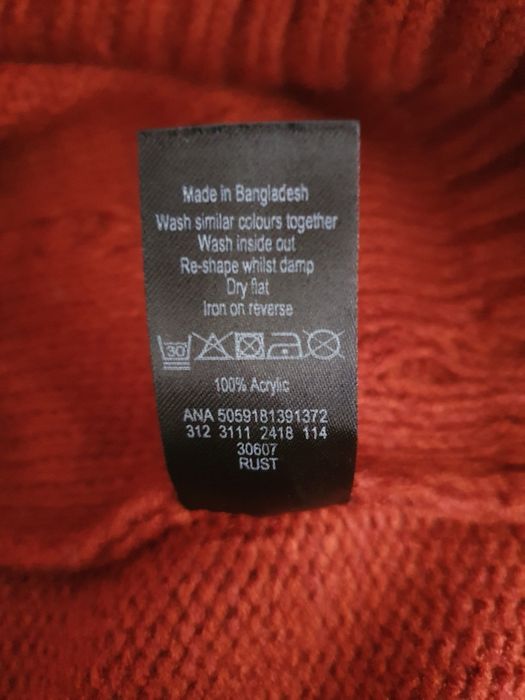 Made in Bangladesh
Wash similar colours together
Wash inside out
Re-shape whilst damp
Dry flat
Iron on reverse
30
100% Acrylic
ANA 5059181391372
312 3111 2418 114
30607
RUST